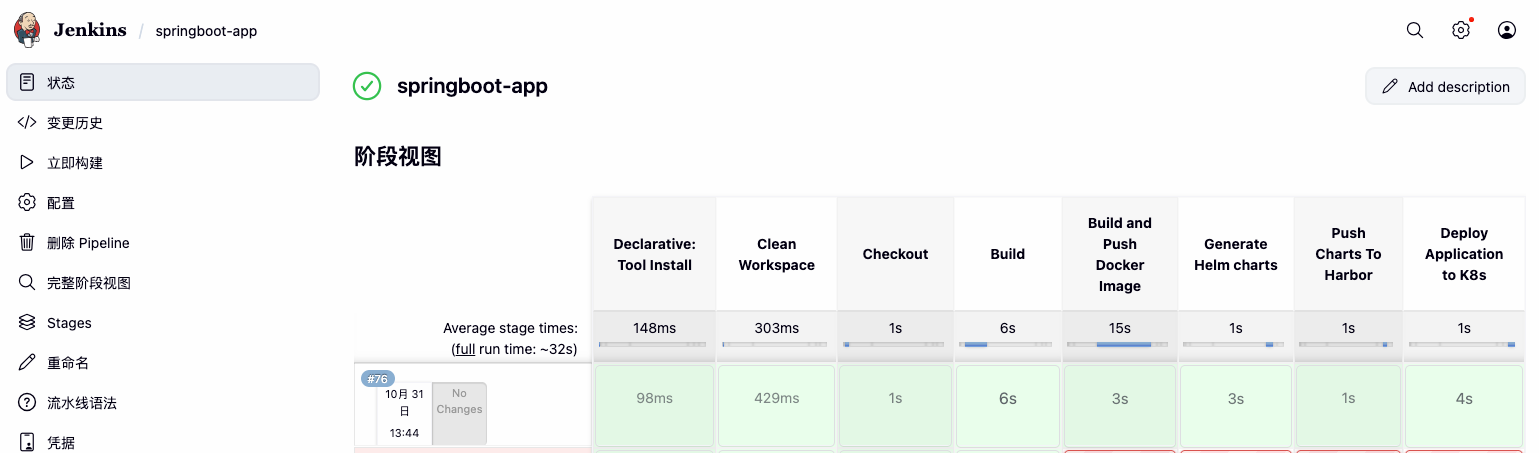 Jenkins / springboot-app
状态
变更历史
立即构建
配置
删除 Pipeline
完整阶段视图
Stages
重命名
流水线语法
凭据
springboot-app
Add description
阶段视图
Declarative:
Tool Install
Clean
Workspace
Checkout
Build
Build and
Push
Docker
Image
Generate
Helm charts
Push
Charts To
Harbor
Deploy
Application
to K8s
Average stage times:
(full run time: ~32s)
148ms
303ms
1s
6s
15s
1s
1s
1s
#76
10月 31
日
13:44
No
Changes
98ms
429ms
1s
6s
3s
3s
1s
4s